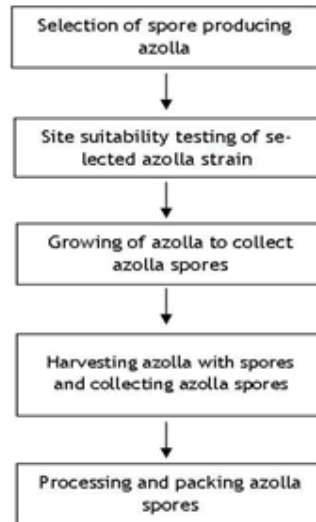 Selection of spore producing
azolla
Site suitability testing of se-
lected azolla strain
Growing of azolla to collect
azolla spores
Harvesting azolla with spores
and collecting azolla spores
Processing and packing azolla
spores